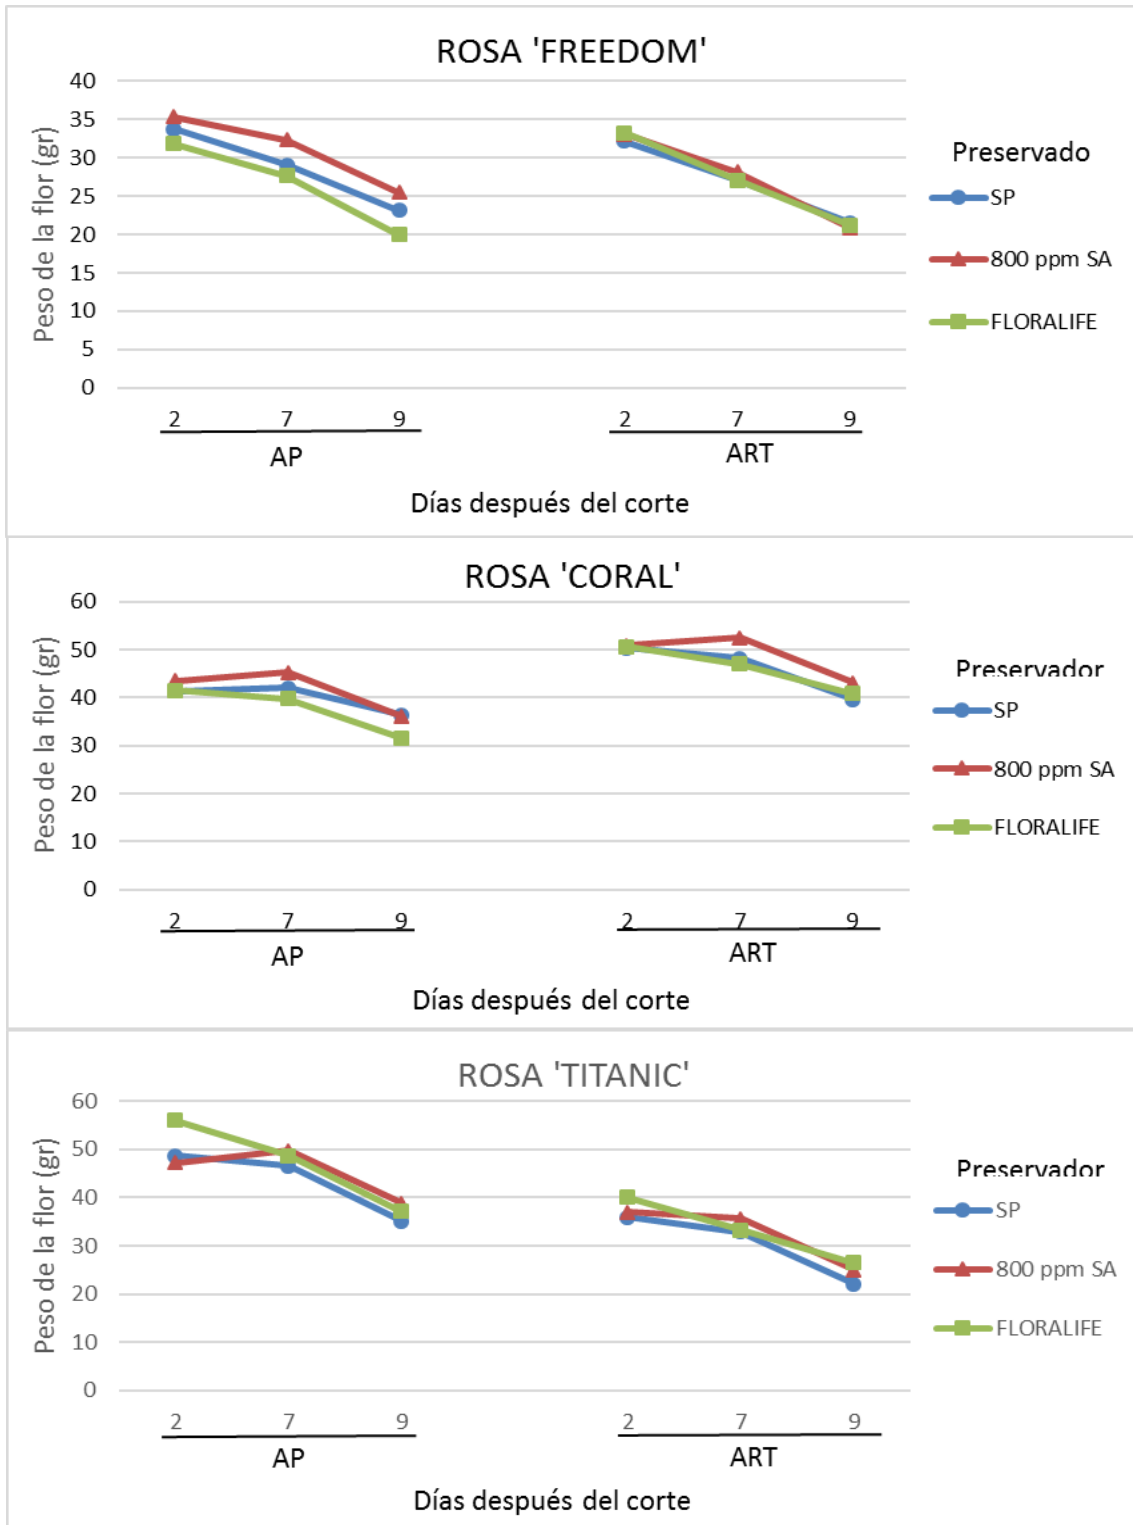 ROSA 'FREEDOM'
Peso de la flor (gr)
40
35
30
25
20
15
10
5
0
2 7 9 2 7 9
AP ART
Días después del corte
Preservado
SP
800 ppm SA
FLORALIFE
ROSA 'CORAL'
Peso de la flor (gr)
60
50
40
30
20
10
0
2 7 9 2 7 9
AP ART
Días después del corte
Preservador
SP
800 ppm SA
FLORALIFE
ROSA 'TITANIC'
Peso de la flor (gr)
60
50
40
30
20
10
0
2 7 9 2 7 9
AP ART
Días después del corte
Preservador
SP
800 ppm SA
FLORALIFE